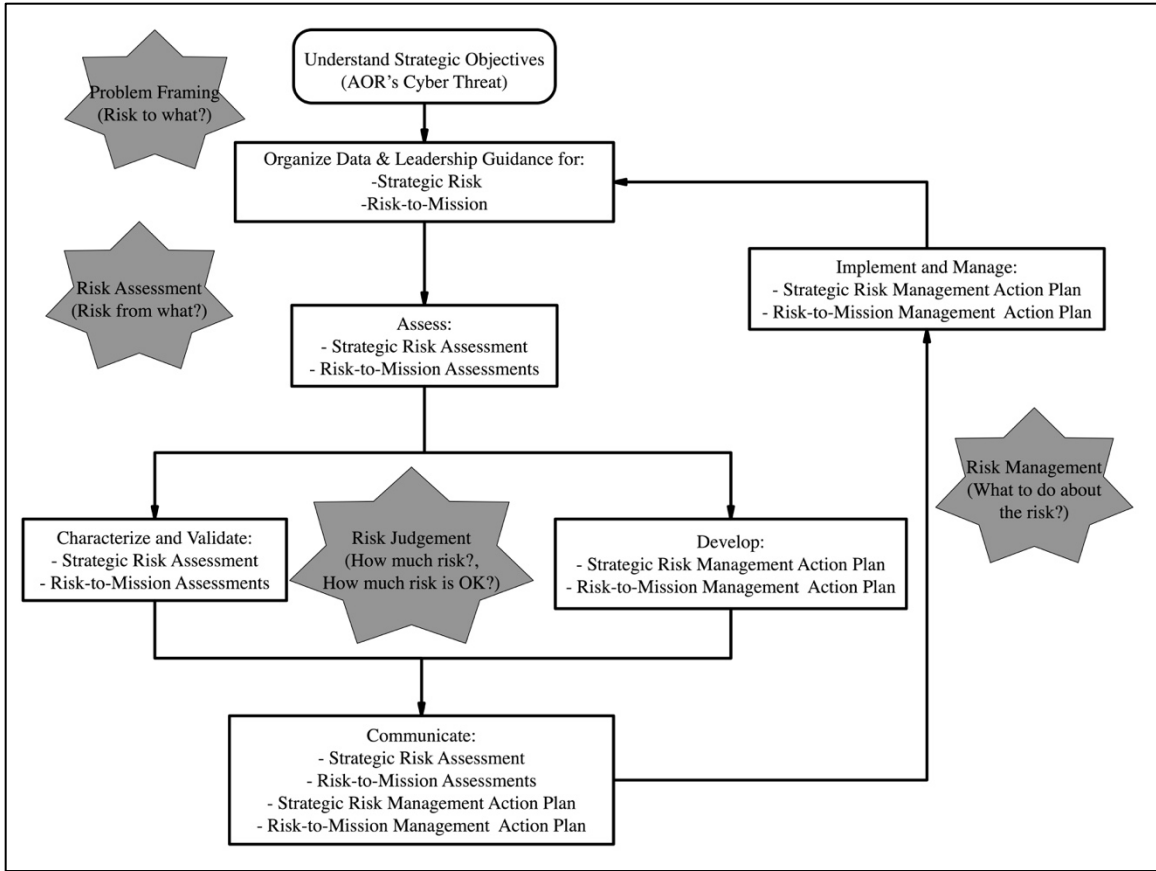 Understand Strategic Objectives
(AOR's Cyber Threat)
Problem Framing
(Risk to what?)
Organize Data & Leadership Guidance for:
-Strategic Risk
-Risk-to-Mission
Risk Assessment
(Risk from what?)
Implement and Manage:
- Strategic Risk Management Action Plan
- Risk-to-Mission Management Action Plan
Assess:
- Strategic Risk Assessment
- Risk-to-Mission Assessments
Risk Management
(What to do about
the risk?)
Characterize and Validate:
- Strategic Risk Assessment
- Risk-to-Mission Assessments
Risk Judgement
(How much risk?,
How much risk is OK?)
Develop:
- Strategic Risk Management Action Plan
- Risk-to-Mission Management Action Plan
Communicate:
- Strategic Risk Assessment
- Risk-to-Mission Assessments
- Strategic Risk Management Action Plan
- Risk-to-Mission Management Action Plan